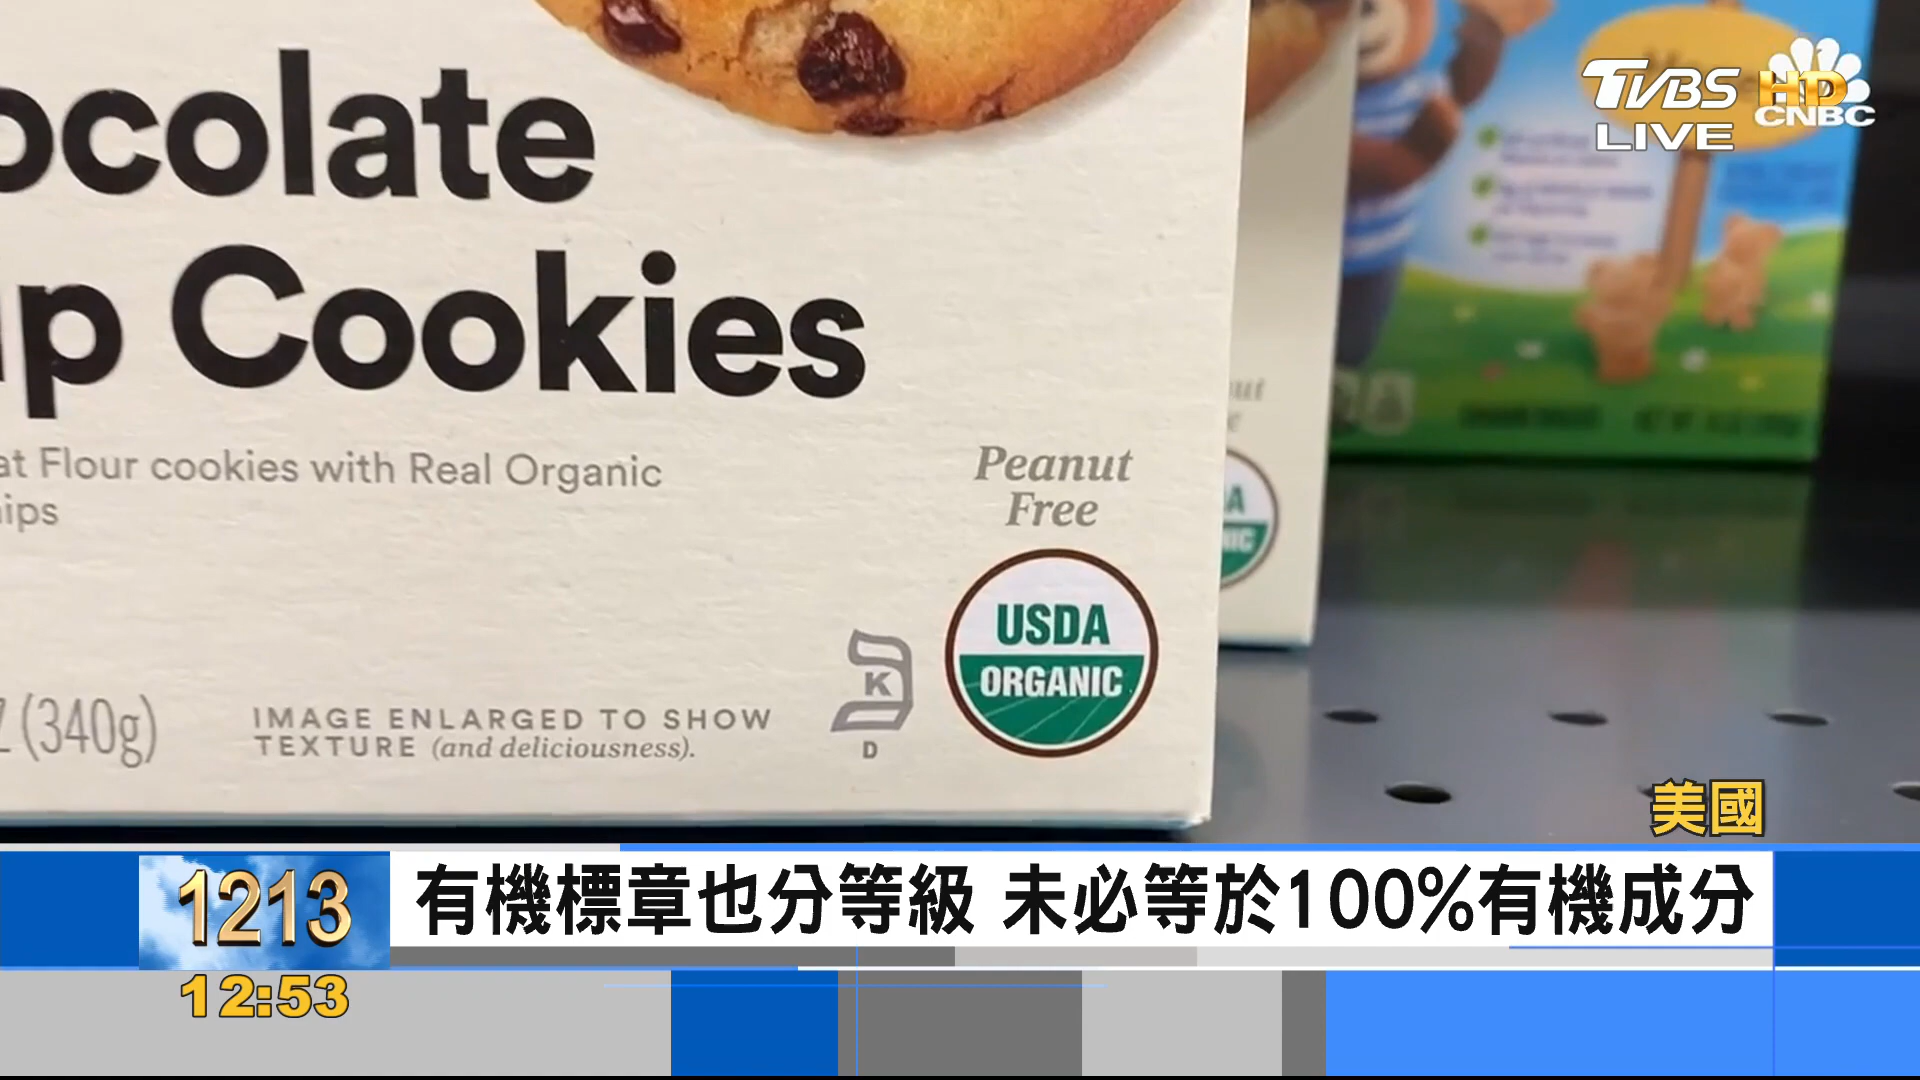 TVBS
HD
CNBC
LIVE
ocolate
p Cookies
at Flour cookies with Real Organic
ips
Peanut
Free
USDA
ORGANIC
K
D
(340g)
IMAGE ENLARGED TO SHOW
TEXTURE (and deliciousness).
美國
1213
有機標章也分等級 未必等於100%有機成分
12:53